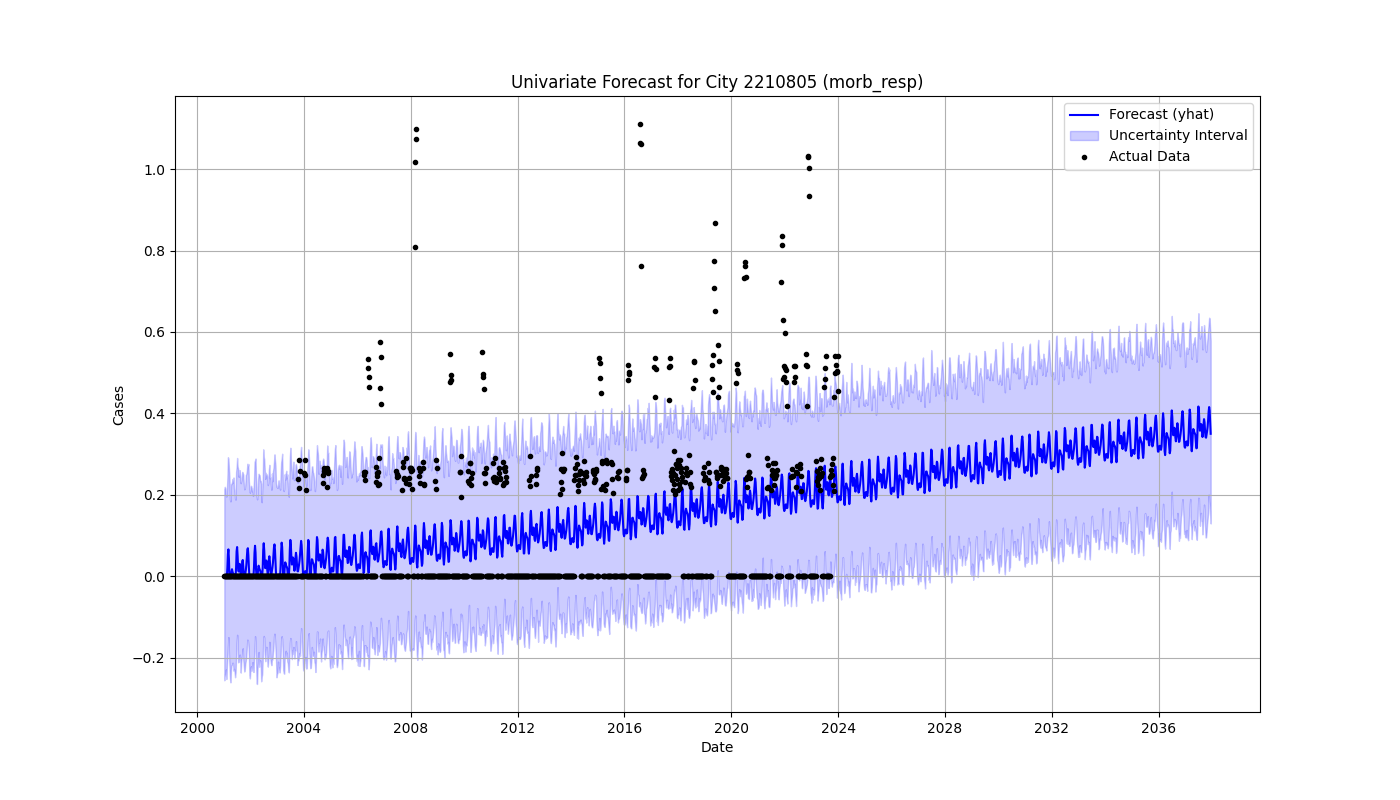 Univariate Forecast for City 2210805 (morb_resp)
Forecast (yhat)
Uncertainty Interval
Actual Data
Cases
1.0
0.8
0.6
0.4
0.2
0.0
−0.2
2000 2004 2008 2012 2016 2020 2024 2028 2032 2036
Date